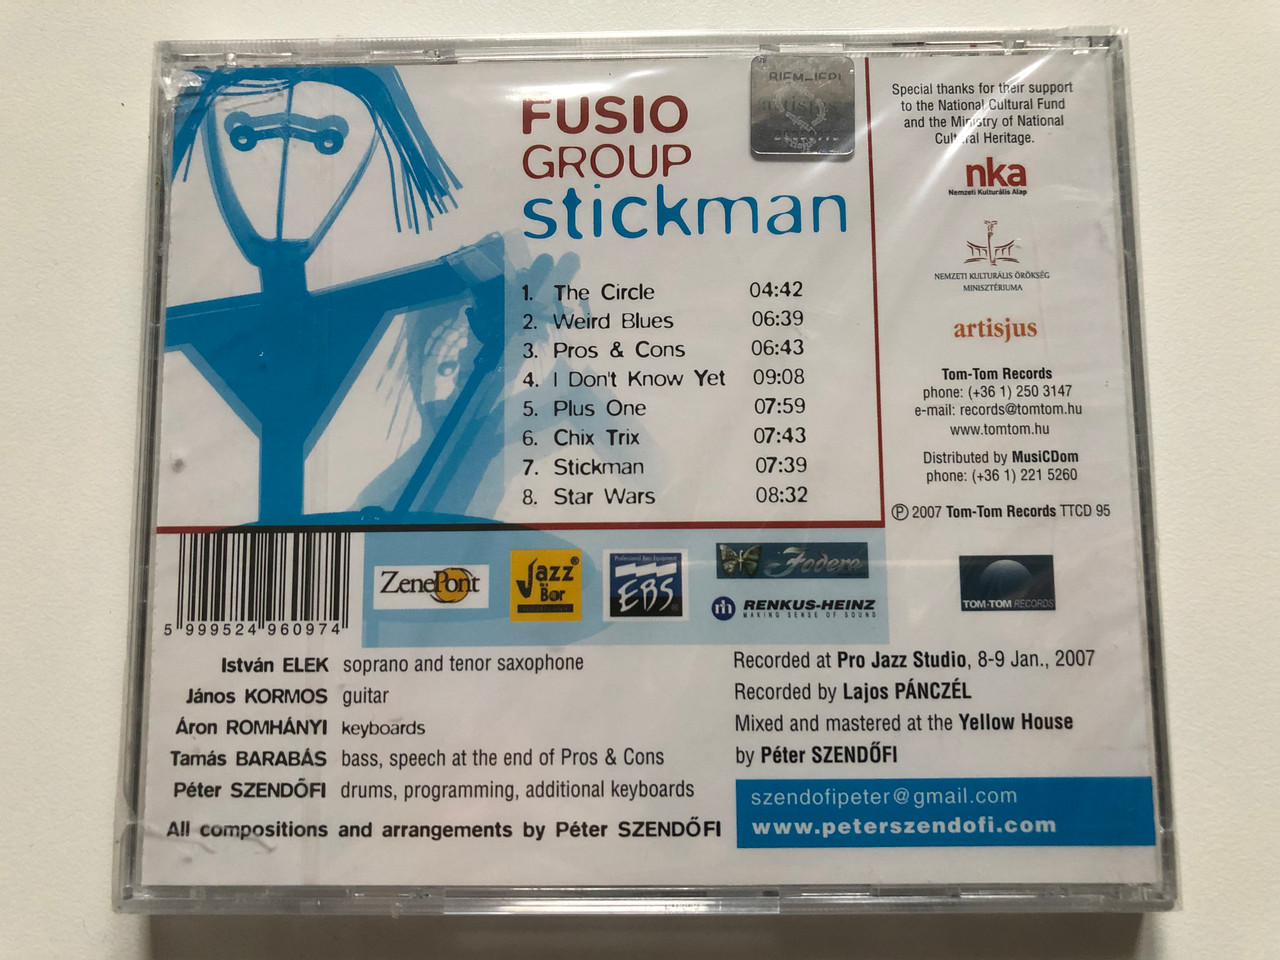 FUSIO
GROUP
stickman
1. The Circle 04:42
2. Weird Blues 06:39
3. Pros & Cons 06:43
4. I Don't Know Yet 09:08
5. Plus One 07:59
6. Chix Trix 07:43
7. Stickman 07:39
8. Star Wars 08:32
BIEM-IFPI
artisjus
Special thanks for their support
to the National Cultural Fund
and the Ministry of National
Cultural Heritage.
nka
Nemzeti Kulturális Alap
NEMZETI KULTURÁLIS ÖRÖKSÉG
MINISZTÉRIUMA
artisjus
Tom-Tom Records
phone: (+36 1) 250 3147
e-mail: records@tomtom.hu
www.tomtom.hu
Distributed by MusiCDom
phone: (+36 1) 221 5260
℗ 2007 Tom-Tom Records TTCD 95
5 999524 960974
ZenePont
Jazz®
Bor
Professional Bass Equipment
EBS
Fodera
RENKUS-HEINZ
MAKING SENSE OF SOUND
TOM-TOM RECORDS
István ELEK soprano and tenor saxophone
János KORMOS guitar
Áron ROMHÁNYI keyboards
Tamás BARABÁS bass, speech at the end of Pros & Cons
Péter SZENDŐFI drums, programming, additional keyboards
All compositions and arrangements by Péter SZENDŐFI
Recorded at Pro Jazz Studio, 8-9 Jan., 2007
Recorded by Lajos PÁNCZÉL
Mixed and mastered at the Yellow House
by Péter SZENDŐFI
szendofipeter@gmail.com
www.peterszendofi.com